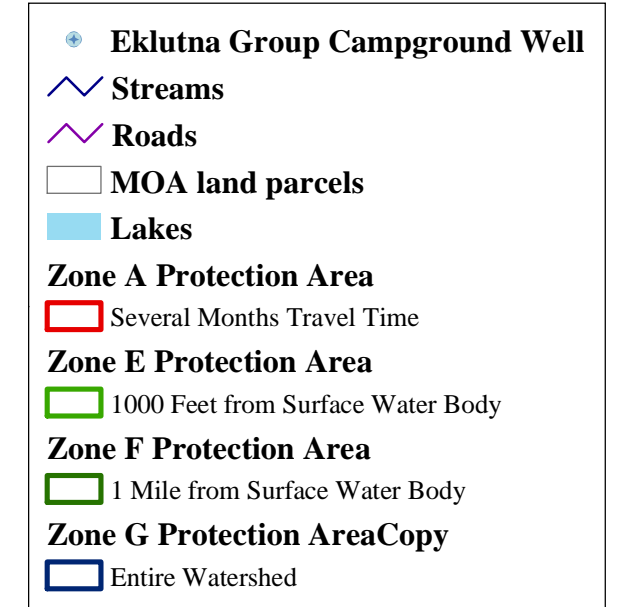 Eklutna Group Campground Well
Streams
Roads
MOA land parcels
Lakes
Zone A Protection Area
Several Months Travel Time
Zone E Protection Area
1000 Feet from Surface Water Body
Zone F Protection Area
1 Mile from Surface Water Body
Zone G Protection AreaCopy
Entire Watershed